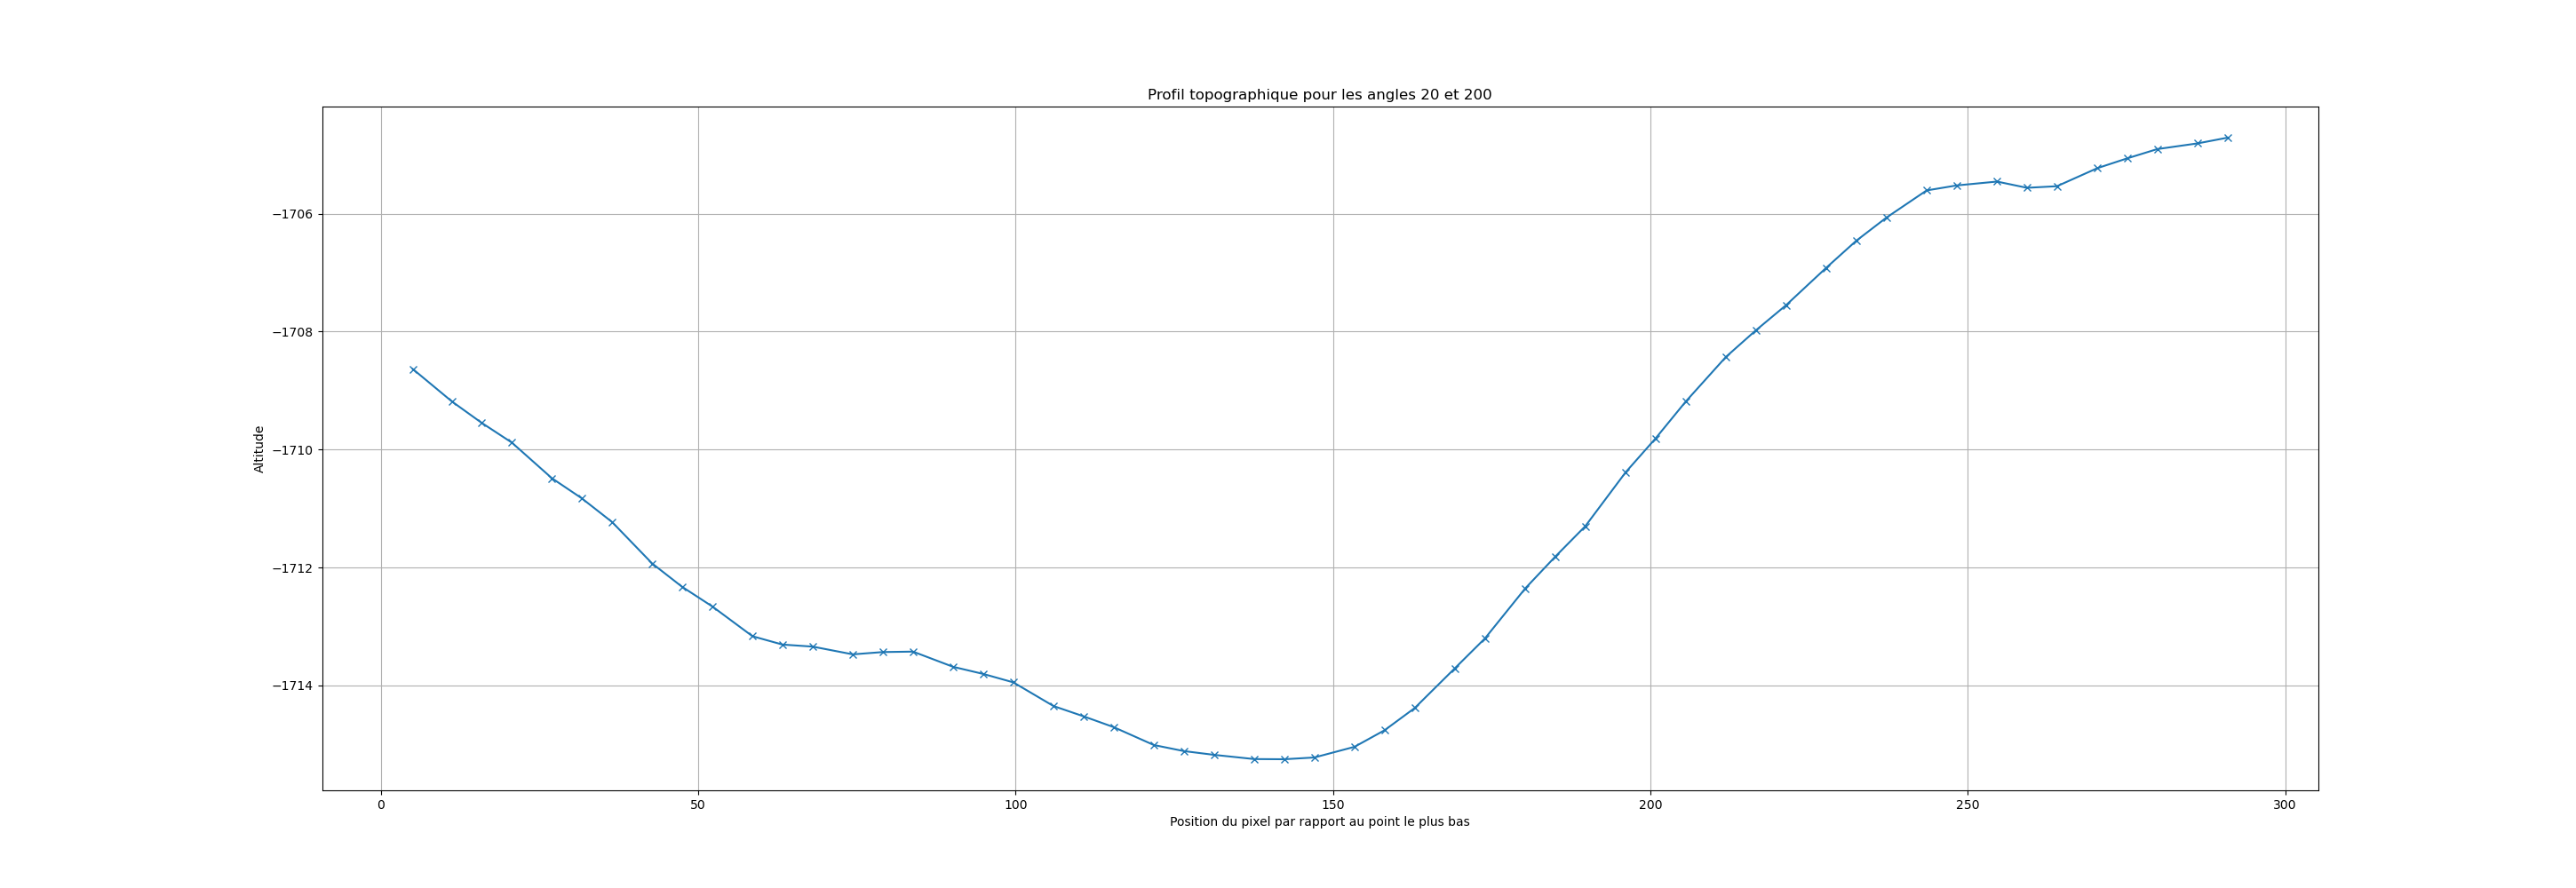 Profil topographique pour les angles 20 et 200
Altitude
−1706
−1708
−1710
−1712
−1714
0 50 100 150 200 250 300
Position du pixel par rapport au point le plus bas